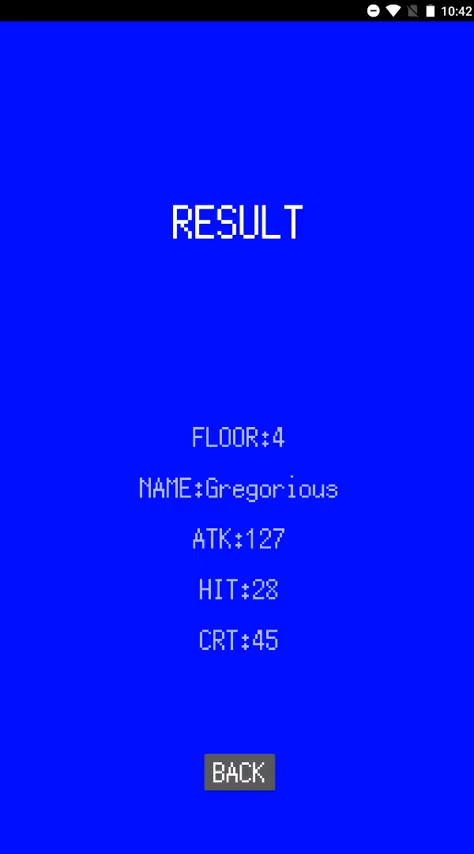 10:42
RESULT
FLOOR:4
NAME:Gregorious
ATK:127
HIT:28
CRT:45
BACK